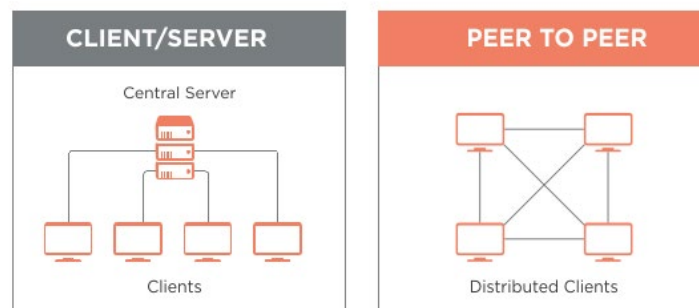 CLIENT/SERVER
Central Server
Clients
PEER TO PEER
Distributed Clients